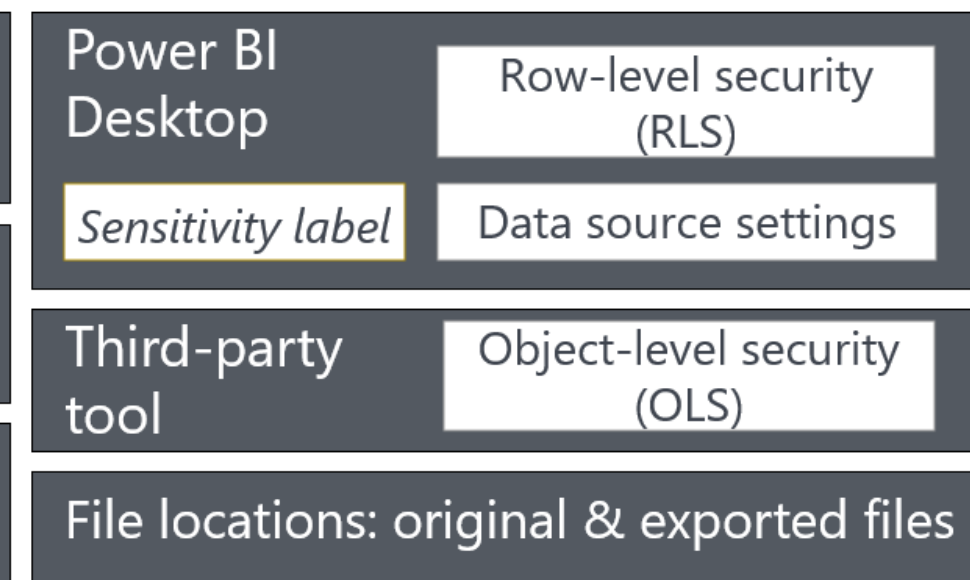 Power BI
Desktop
Row-level security
(RLS)
Sensitivity label
Data source settings
Third-party
tool
Object-level security
(OLS)
File locations: original & exported files